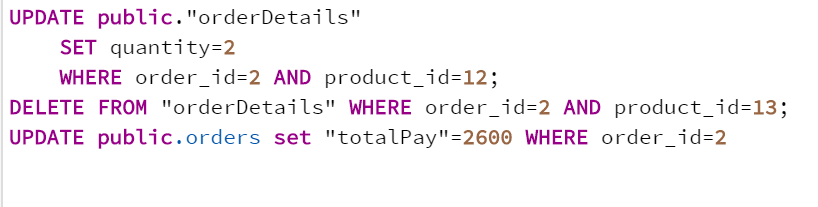 UPDATE public."orderDetails"
    SET quantity=2
    WHERE order_id=2 AND product_id=12;
DELETE FROM "orderDetails" WHERE order_id=2 AND product_id=13;
UPDATE public.orders set "totalPay"=2600 WHERE order_id=2